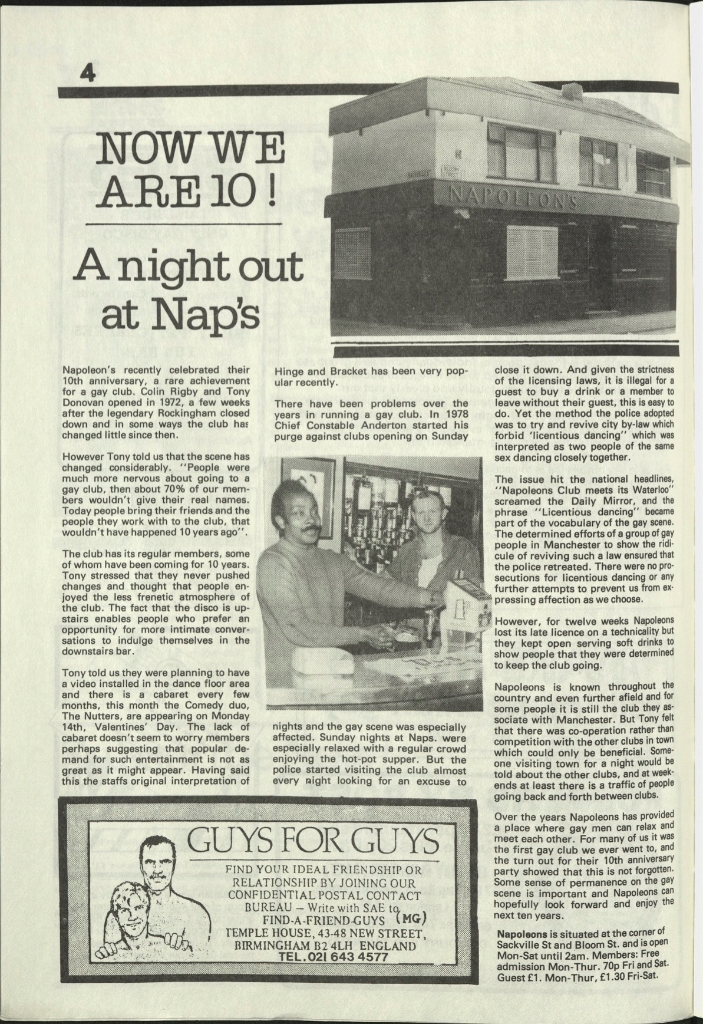 4
NOW WE
ARE 10 !
A night out
at Nap's
NAPOLEON'S
Napoleon's recently celebrated their
10th anniversary, a rare achievement
for a gay club. Colin Rigby and Tony
Donovan opened in 1972, a few weeks
after the legendary Rockingham closed
down and in some ways the club has
changed little since then.
However Tony told us that the scene has
changed considerably. "People were
much more nervous about going to a
gay club, then about 70% of our mem-
bers wouldn't give their real names.
Today people bring their friends and the
people they work with to the club, that
wouldn't have happened 10 years ago".
The club has its regular members, some
of whom have been coming for 10 years.
Tony stressed that they never pushed
changes and thought that people en-
joyed the less frenetic atmosphere of
the club. The fact that the disco is up-
stairs enables people who prefer an
opportunity for more intimate conver-
sations to indulge themselves in the
downstairs bar.
Tony told us they were planning to have
a video installed in the dance floor area
and there is a cabaret every few
months, this month the Comedy duo,
The Nutters, are appearing on Monday
14th, Valentines' Day. The lack of
cabaret doesn't seem to worry members
perhaps suggesting that popular de-
mand for such entertainment is not as
great as it might appear. Having said
this the staffs original interpretation of
Hinge and Bracket has been very pop-
ular recently.
There have been problems over the
years in running a gay club. In 1978
Chief Constable Anderton started his
purge against clubs opening on Sunday
nights and the gay scene was especially
affected. Sunday nights at Naps. were
especially relaxed with a regular crowd
enjoying the hot-pot supper. But the
police started visiting the club almost
every night looking for an excuse to
close it down. And given the strictness
of the licensing laws, it is illegal for a
guest to buy a drink or a member to
leave without their guest, this is easy to
do. Yet the method the police adopted
was to try and revive city by-law which
forbid 'licentious dancing" which was
interpreted as two people of the same
sex dancing closely together.
The issue hit the national headlines,
"Napoleons Club meets its Waterloo"
screamed the Daily Mirror, and the
phrase "Licentious dancing" became
part of the vocabulary of the gay scene.
The determined efforts of a group of gay
people in Manchester to show the ridi-
cule of reviving such a law ensured that
the police retreated. There were no pro-
secutions for licentious dancing or any
further attempts to prevent us from ex-
pressing affection as we choose.
However, for twelve weeks Napoleons
lost its late licence on a technicality but
they kept open serving soft drinks to
show people that they were determined
to keep the club going.
Napoleons is known throughout the
country and even further afield and for
some people it is still the club they as-
sociate with Manchester. But Tony felt
that there was co-operation rather than
competition with the other clubs in town
which could only be beneficial. Some-
one visiting town for a night would be
told about the other clubs, and at week-
ends at least there is a traffic of people
going back and forth between clubs.
Over the years Napoleons has provided
a place where gay men can relax and
meet each other. For many of us it was
the first gay club we ever went to, and
the turn out for their 10th anniversary
party showed that this is not forgotten.
Some sense of permanence on the gay
scene is important and Napoleons can
hopefully look forward and enjoy the
next ten years.
Napoleons is situated at the corner of
Sackville St and Bloom St. and is open
Mon-Sat until 2am. Members: Free
admission Mon-Thur. 70p Fri and Sat.
Guest £1. Mon-Thur, £1.30 Fri-Sat.
GUYS FOR GUYS
FIND YOUR IDEAL FRIENDSHIP OR
RELATIONSHIP BY JOINING OUR
CONFIDENTIAL POSTAL CONTACT
BUREAU – Write with SAE to
FIND-A-FRIEND-GUYS (MG)
TEMPLE HOUSE, 43-48 NEW STREET,
BIRMINGHAM B2 4LH ENGLAND
TEL.021 643 4577